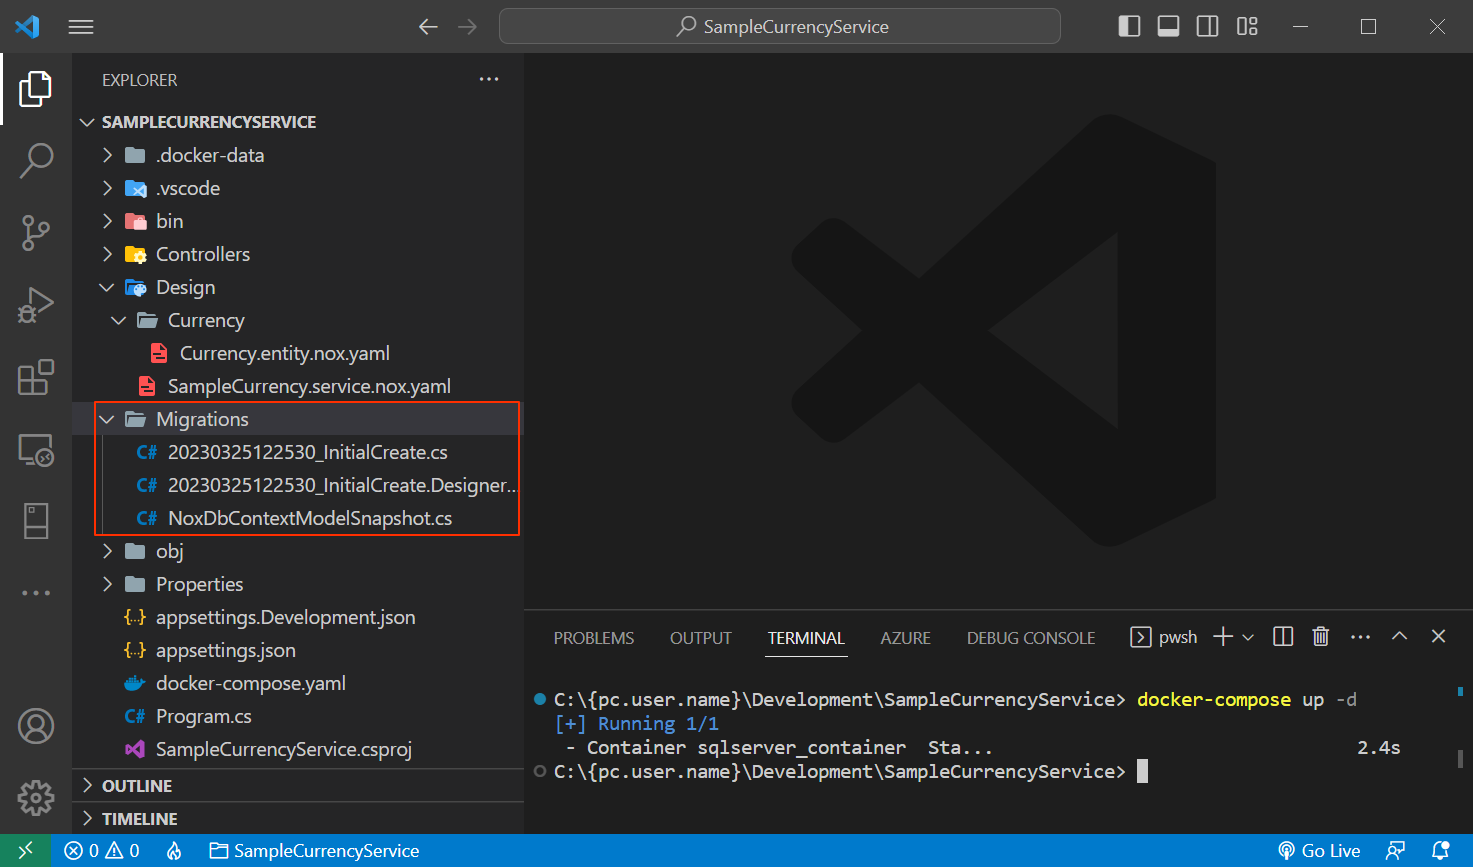 SampleCurrencyService
EXPLORER
SAMPLECURRENCYSERVICE
.docker-data
.vscode
bin
Controllers
Design
Currency
Currency.entity.nox.yaml
SampleCurrency.service.nox.yaml
Migrations
C# 20230325122530_InitialCreate.cs
C# 20230325122530_InitialCreate.Designer...
C# NoxDbContextModelSnapshot.cs
obj
Properties
{..} appsettings.Development.json
{..} appsettings.json
docker-compose.yaml
C# Program.cs
SampleCurrencyService.csproj
OUTLINE
TIMELINE
PROBLEMS OUTPUT TERMINAL AZURE DEBUG CONSOLE pwsh
C:\{pc.user.name}\Development\SampleCurrencyService> docker-compose up -d
[+] Running 1/1
- Container sqlserver_container Sta... 2.4s
C:\{pc.user.name}\Development\SampleCurrencyService>
0 0 SampleCurrencyService Go Live